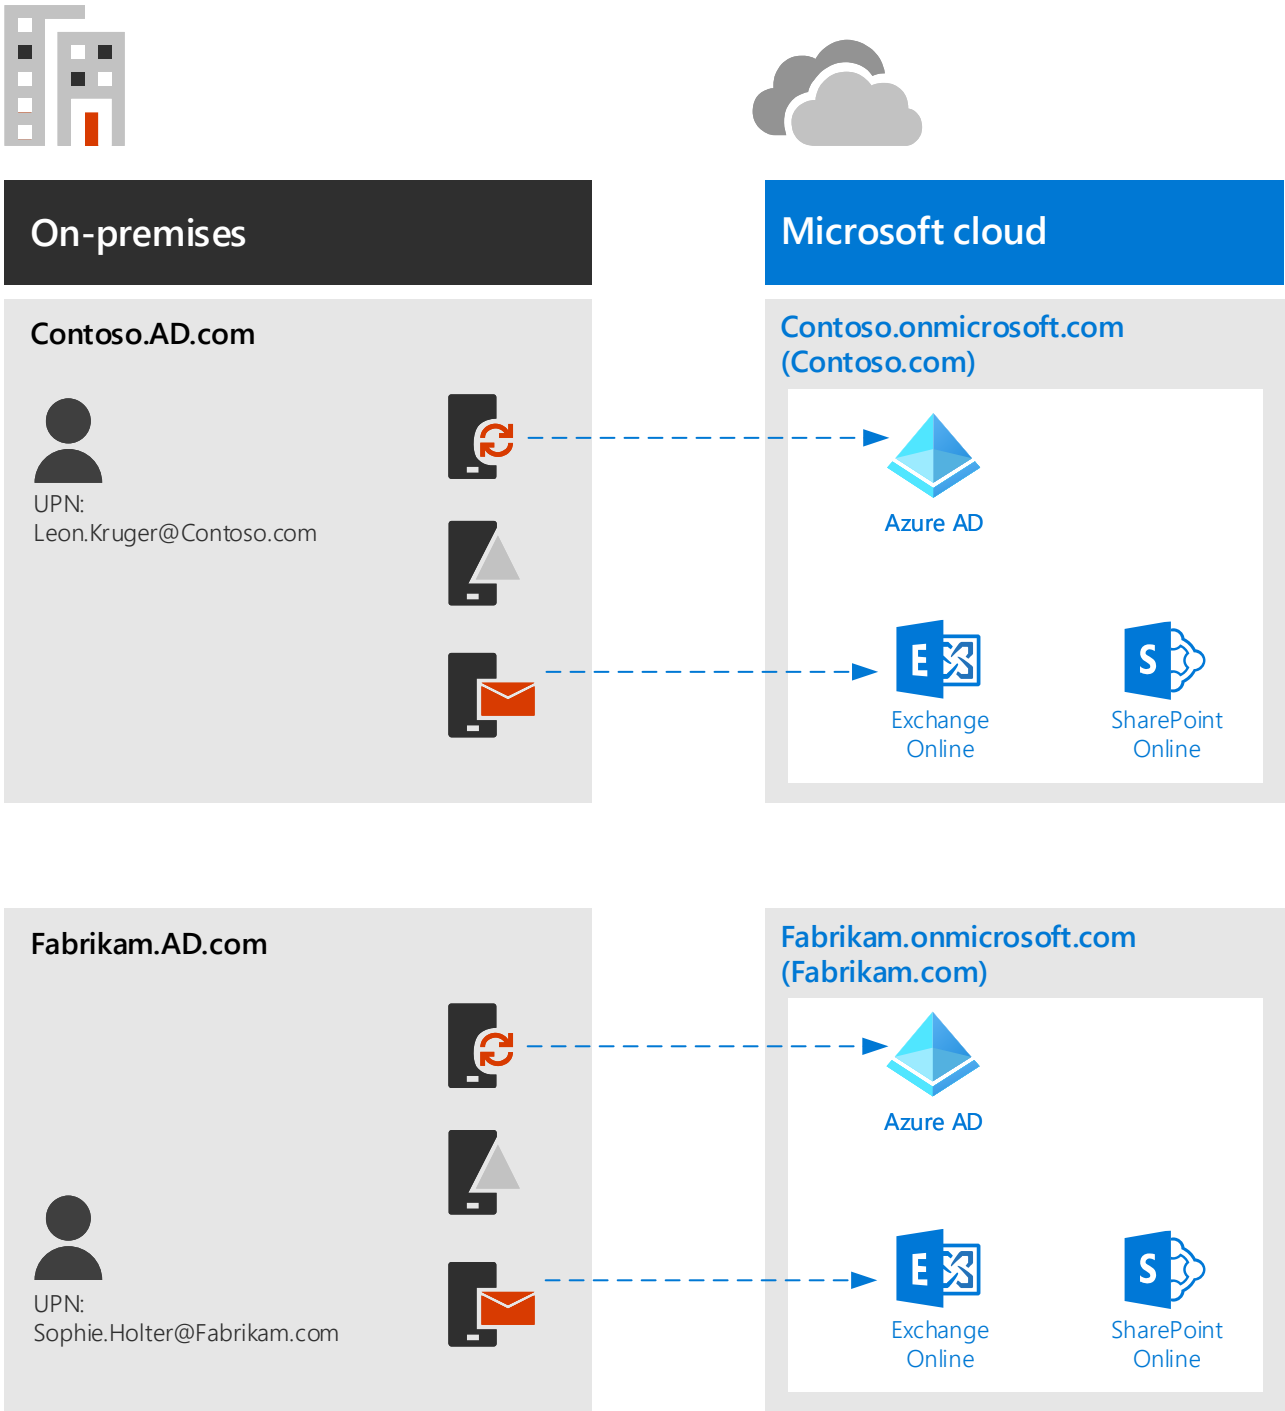 On-premises
Microsoft cloud
Contoso.AD.com
Contoso.onmicrosoft.com
(Contoso.com)
UPN:
Leon.Kruger@Contoso.com
Azure AD
E
S
Exchange
Online
SharePoint
Online
Fabrikam.AD.com
Fabrikam.onmicrosoft.com
(Fabrikam.com)
Azure AD
UPN:
Sophie.Holter@Fabrikam.com
E
S
Exchange
Online
SharePoint
Online